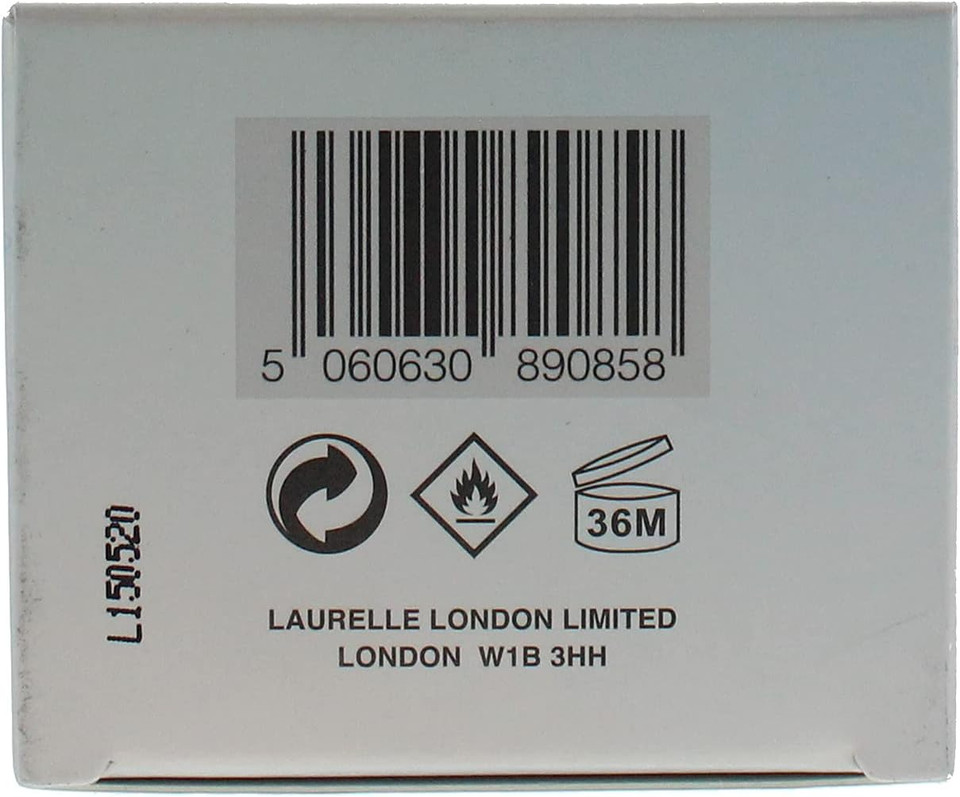 5 060630 890858
36M
L150520
LAURELLE LONDON LIMITED
LONDON W1B 3HH